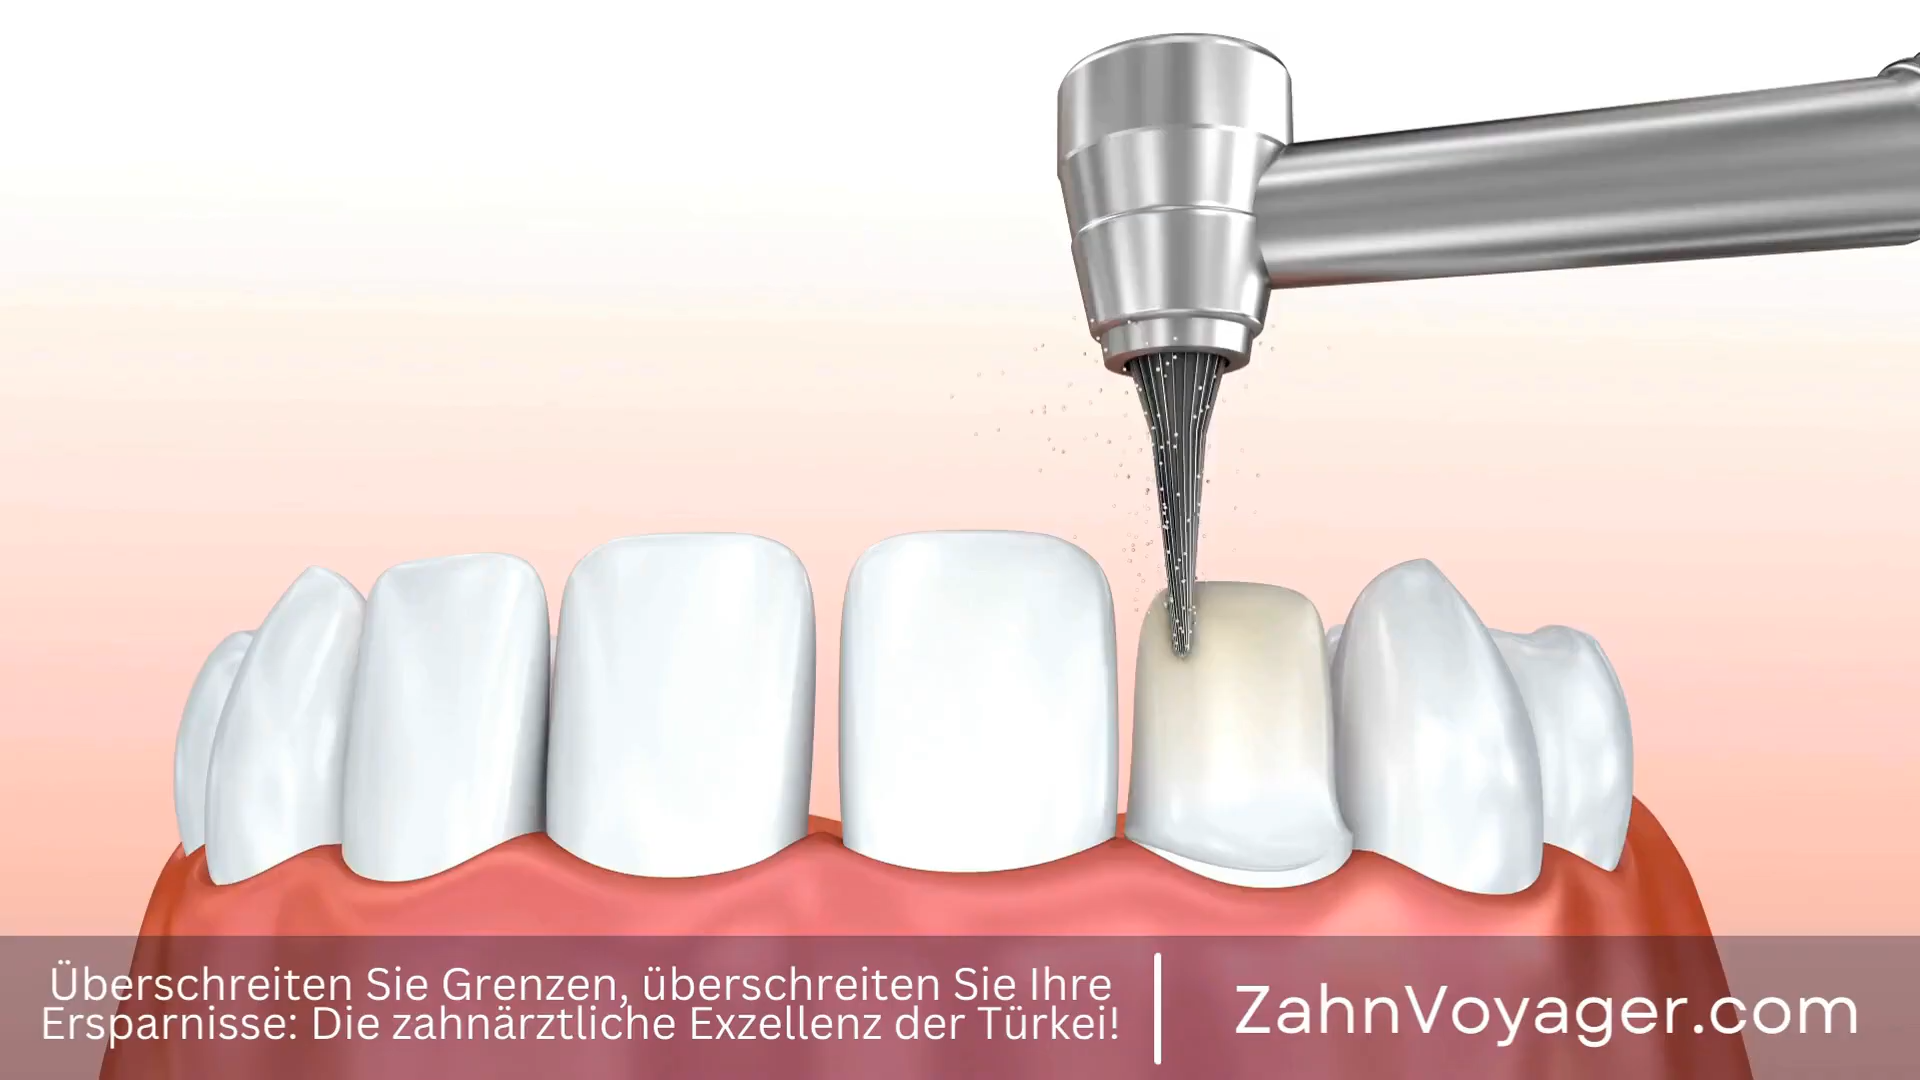 Überschreiten Sie Grenzen, überschreiten Sie Ihre
Ersparnisse: Die zahnärztliche Exzellenz der Türkei!
ZahnVoyager.com